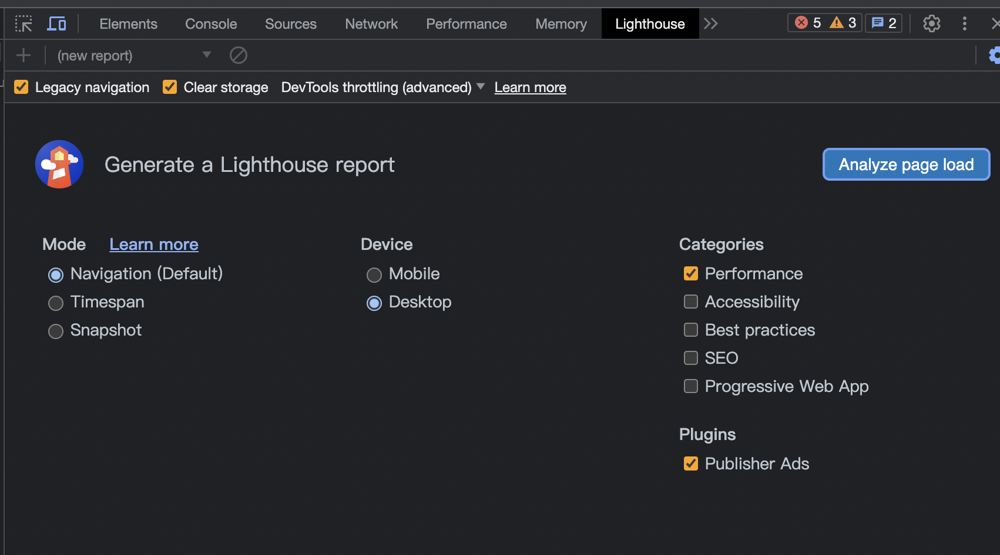 Elements Console Sources Network Performance Memory Lighthouse 5 3 2
(new report)
Legacy navigation Clear storage DevTools throttling (advanced) Learn more
Generate a Lighthouse report Analyze page load
Mode Learn more
Navigation (Default)
Timespan
Snapshot
Device
Mobile
Desktop
Categories
Performance
Accessibility
Best practices
SEO
Progressive Web App
Plugins
Publisher Ads